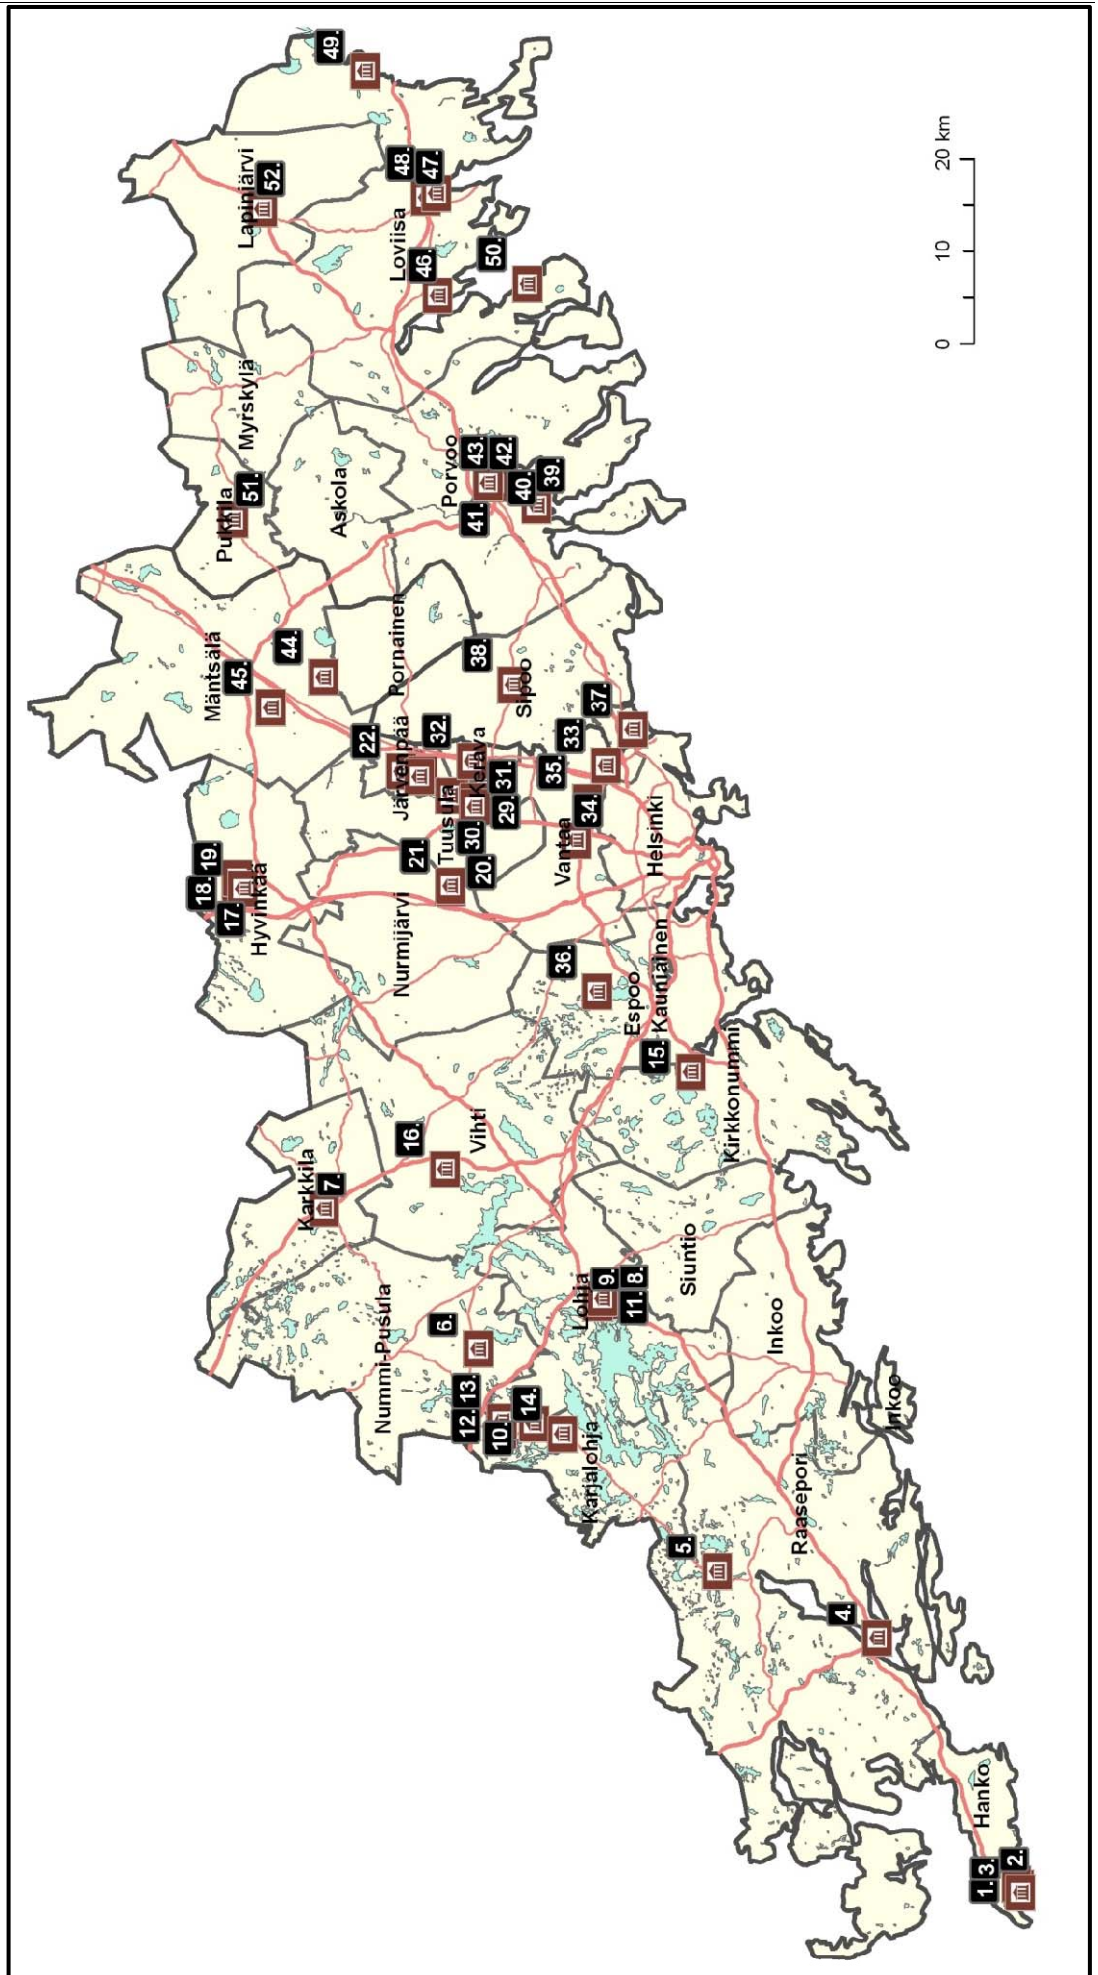 Mäntsälä
18.
19.
17.
45.
Pukkila
51.
Myrskylä
Lapinjärvi
52.
Hyvinkää
44.
Karkkila
7.
49.
Askola
22.
Nummi-Pusula
Nurmijärvi
Järvenpää
Pornainen
Loviisa
48.
16.
21.
46.
47.
6.
32.
Tuusula
Porvoo
12.
13.
Vihti
30.
20.
Kerava
38.
41.
43.
50.
10.
29.
31.
42.
14.
Sipoo
40.
39.
36.
35.
Vantaa
33.
Lohja
34.
Karjalohja
37.
9.
11.
8.
Espoo
15.
Kauniainen
Helsinki
5.
Siuntio
Kirkkonummi
Inkoo
Raasepori
4.
Inkoo
Hanko
1.
3.
2.
0
10
20 km